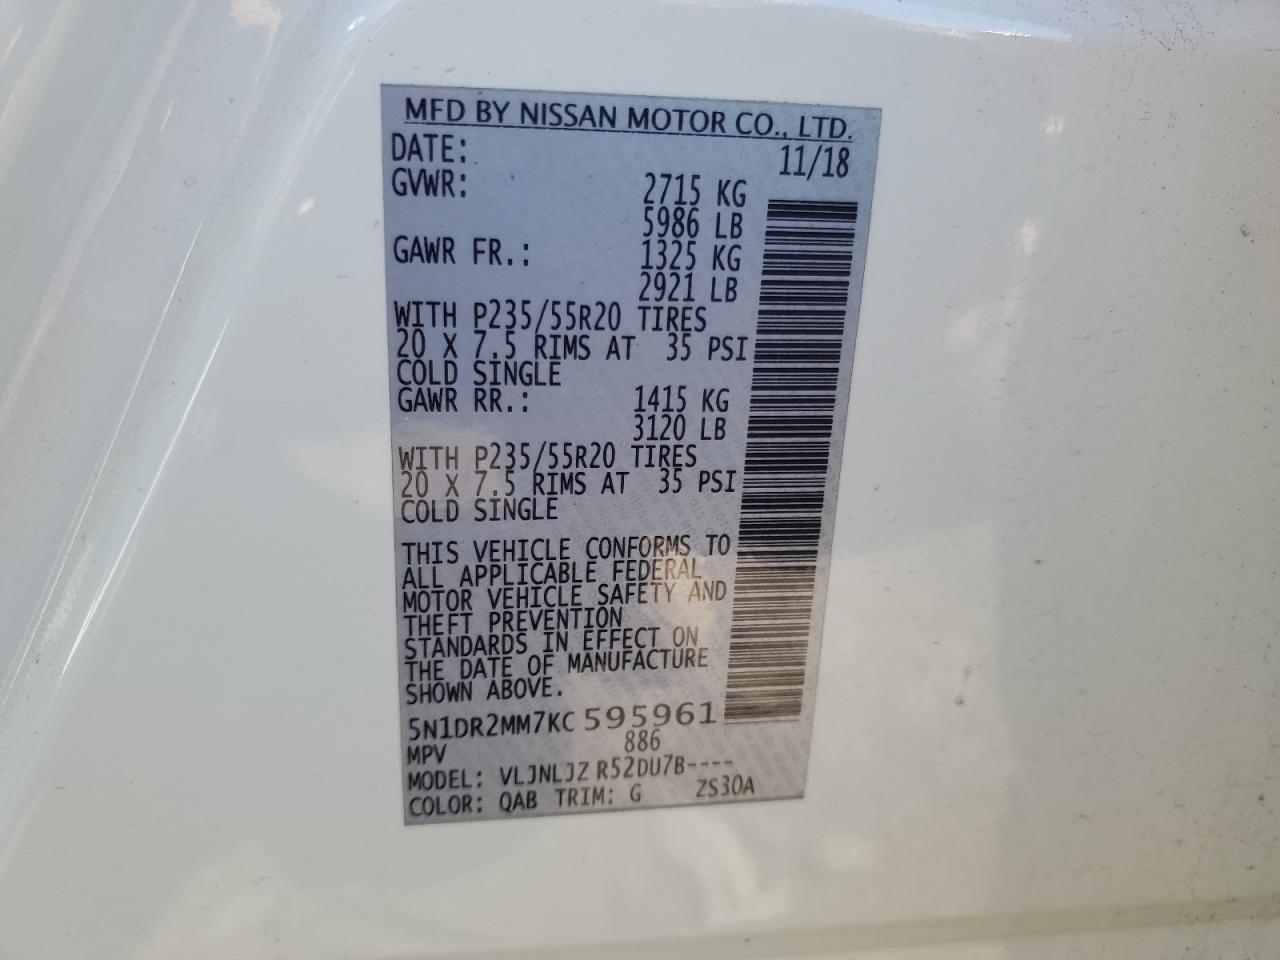 MFD BY NISSAN MOTOR CO., LTD.
DATE: 11/18
GVWR: 2715 KG
5986 LB
GAWR FR.: 1325 KG
2921 LB
WITH P235/55R20 TIRES
20 X 7.5 RIMS AT 35 PSI
COLD SINGLE
GAWR RR.: 1415 KG
3120 LB
WITH P235/55R20 TIRES
20 X 7.5 RIMS AT 35 PSI
COLD SINGLE
THIS VEHICLE CONFORMS TO
ALL APPLICABLE FEDERAL
MOTOR VEHICLE SAFETY AND
THEFT PREVENTION
STANDARDS IN EFFECT ON
THE DATE OF MANUFACTURE
SHOWN ABOVE.
5N1DR2MM7KC595961
MPV 886
MODEL: VLJNLJZ R52DU7B----
COLOR: QAB TRIM: G ZS30A